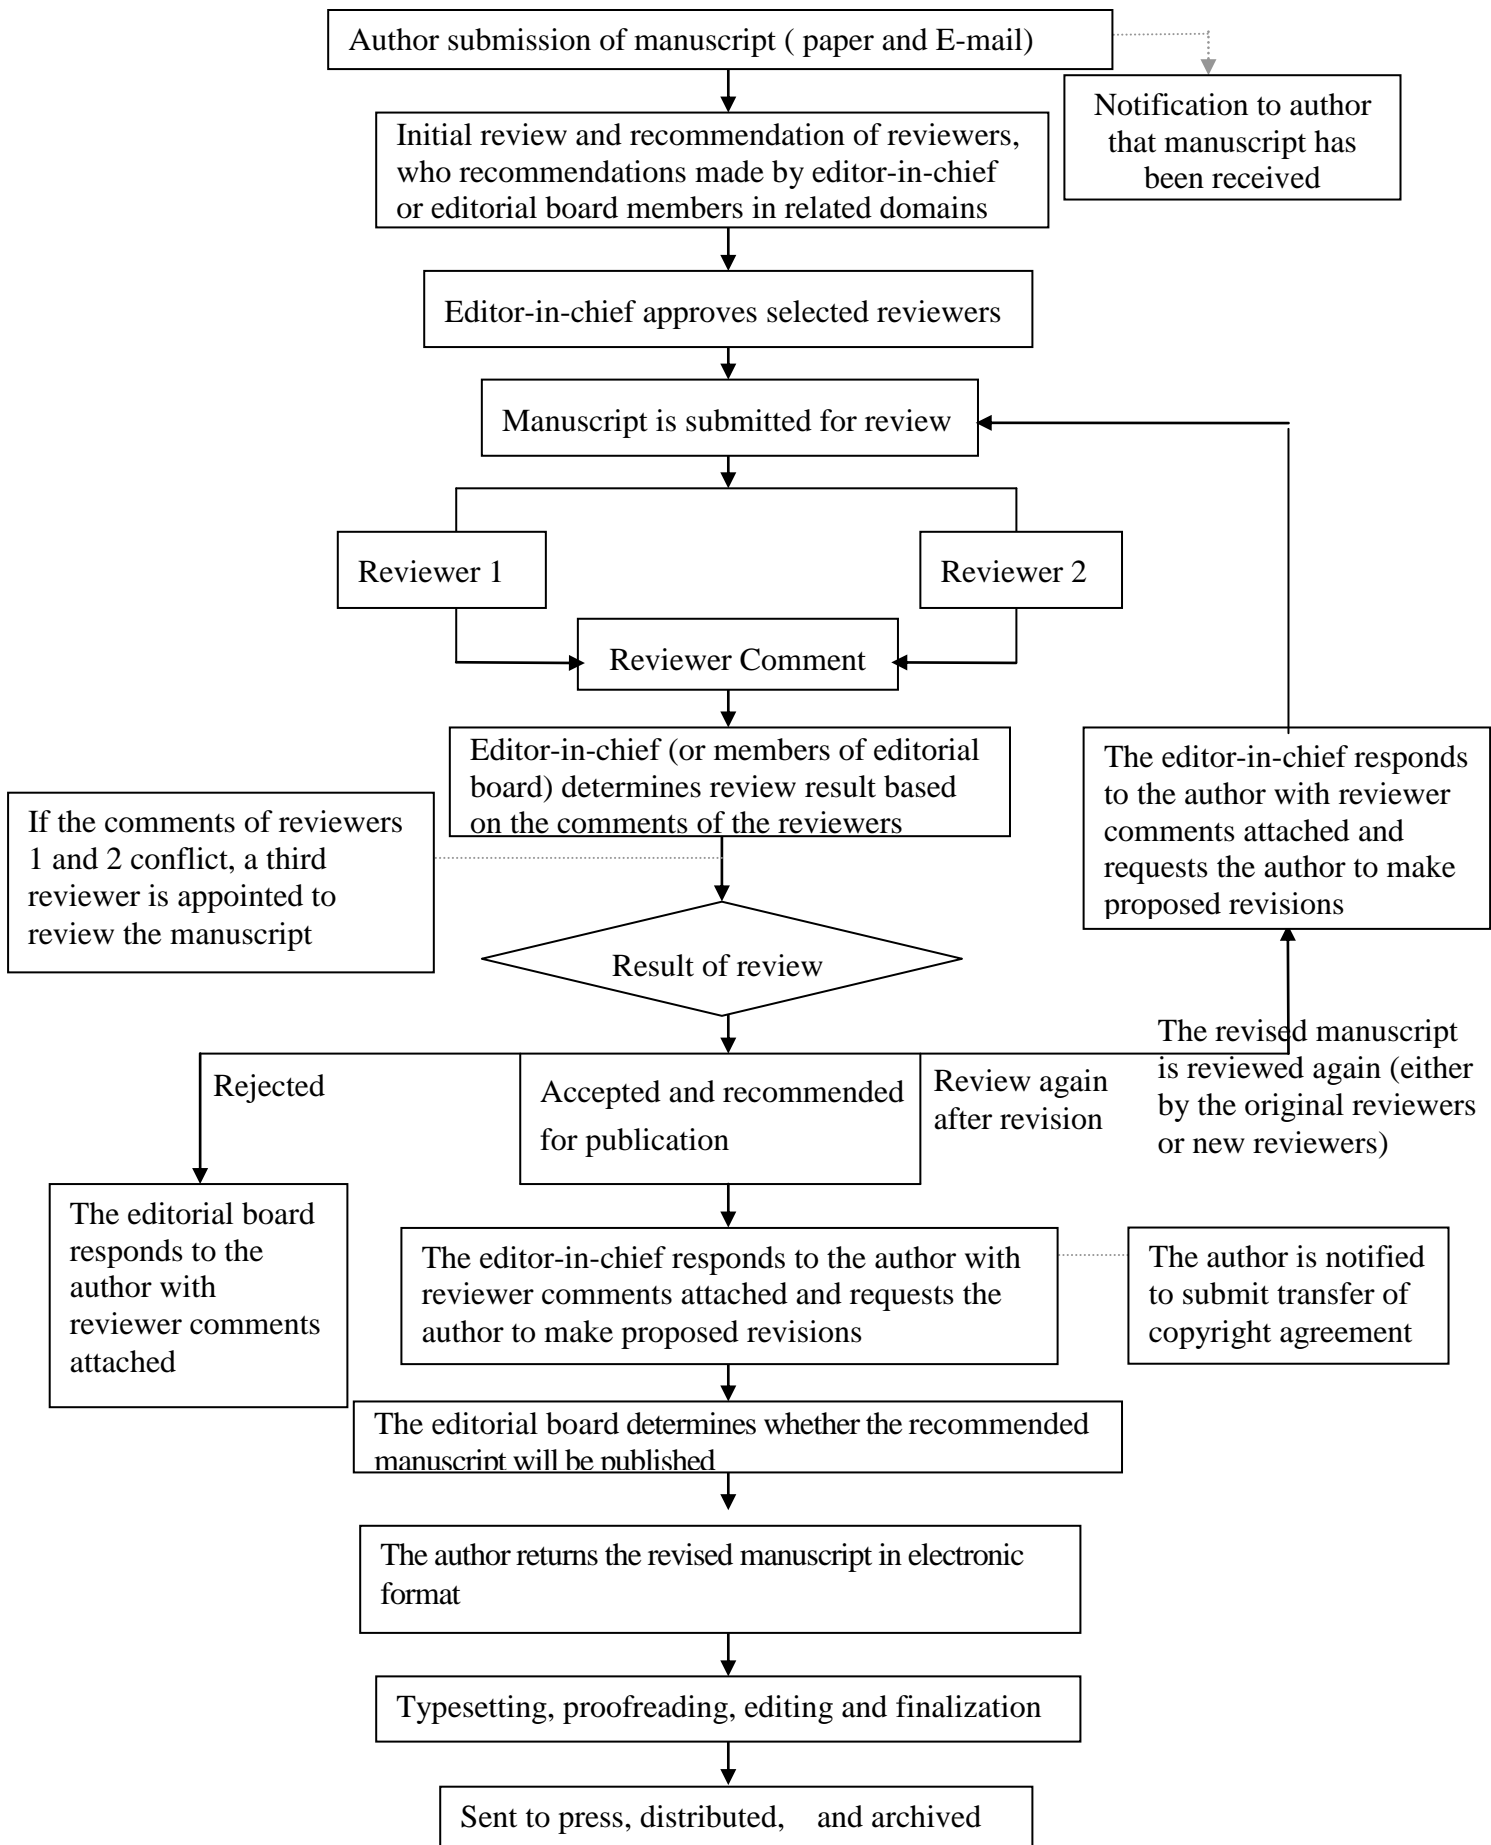 Author submission of manuscript ( paper and E-mail)
Notification to author
that manuscript has
been received
Initial review and recommendation of reviewers,
who recommendations made by editor-in-chief
or editorial board members in related domains
Editor-in-chief approves selected reviewers
Manuscript is submitted for review
Reviewer 1
Reviewer 2
Reviewer Comment
Editor-in-chief (or members of editorial
board) determines review result based
on the comments of the reviewers
The editor-in-chief responds
to the author with reviewer
comments attached and
requests the author to make
proposed revisions
If the comments of reviewers
1 and 2 conflict, a third
reviewer is appointed to
review the manuscript
Result of review
The revised manuscript
is reviewed again (either
by the original reviewers
or new reviewers)
Rejected
Accepted and recommended
for publication
Review again
after revision
The editorial board
responds to the
author with
reviewer comments
attached
The editor-in-chief responds to the author with
reviewer comments attached and requests the
author to make proposed revisions
The author is notified
to submit transfer of
copyright agreement
The editorial board determines whether the recommended
manuscript will be published
The author returns the revised manuscript in electronic
format
Typesetting, proofreading, editing and finalization
Sent to press, distributed, and archived